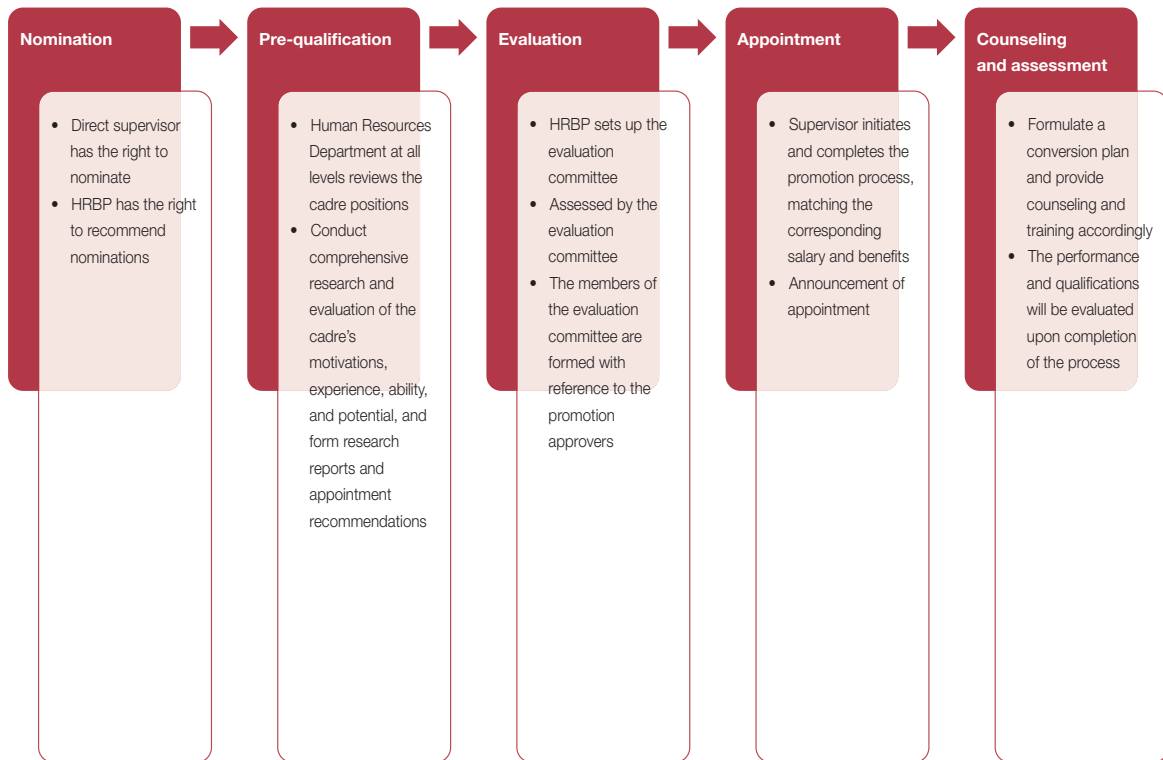 Nomination
• Direct supervisor
has the right to
nominate
• HRBP has the right
to recommend
nominations
Pre-qualification
• Human Resources
Department at all
levels reviews the
cadre positions
• Conduct
comprehensive
research and
evaluation of the
cadre's
motivations,
experience, ability,
and potential, and
form research
reports and
appointment
recommendations
Evaluation
• HRBP sets up the
evaluation
committee
• Assessed by the
evaluation
committee
• The members of
the evaluation
committee are
formed with
reference to the
promotion
approvers
Appointment
• Supervisor initiates
and completes the
promotion process,
matching the
corresponding
salary and benefits
• Announcement of
appointment
Counseling
and assessment
• Formulate a
conversion plan
and provide
counseling and
training accordingly
• The performance
and qualifications
will be evaluated
upon completion
of the process